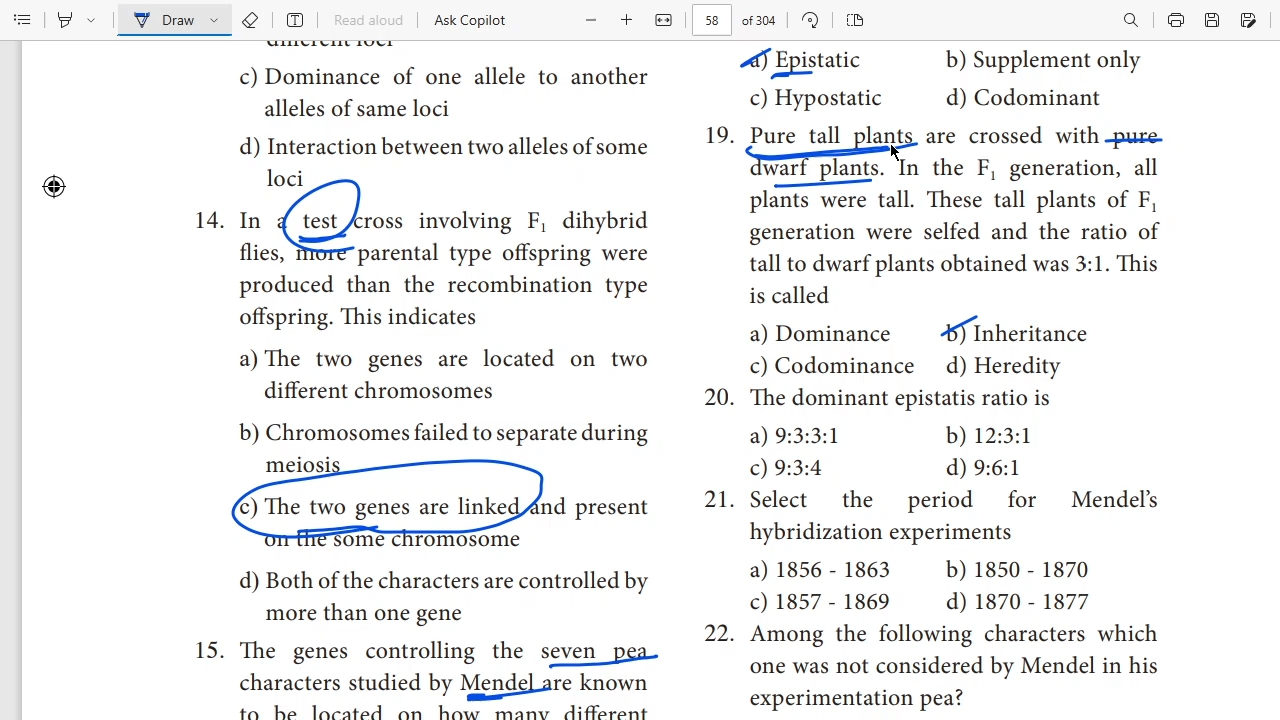 Draw
Read aloud
Ask Copilot
58
of 304
different loci
c) Dominance of one allele to another
alleles of same loci
d) Interaction between two alleles of some
loci
14. In a test cross involving F₁ dihybrid
flies, more parental type offspring were
produced than the recombination type
offspring. This indicates
a) The two genes are located on two
different chromosomes
b) Chromosomes failed to separate during
meiosis
c) The two genes are linked and present
on the some chromosome
d) Both of the characters are controlled by
more than one gene
15. The genes controlling the seven pea
characters studied by Mendel are known
to be located on how many different
a) Epistatic b) Supplement only
c) Hypostatic d) Codominant
19. Pure tall plants are crossed with pure
dwarf plants. In the F₁ generation, all
plants were tall. These tall plants of F₁
generation were selfed and the ratio of
tall to dwarf plants obtained was 3:1. This
is called
a) Dominance b) Inheritance
c) Codominance d) Heredity
20. The dominant epistatis ratio is
a) 9:3:3:1 b) 12:3:1
c) 9:3:4 d) 9:6:1
21. Select the period for Mendel’s
hybridization experiments
a) 1856 - 1863 b) 1850 - 1870
c) 1857 - 1869 d) 1870 - 1877
22. Among the following characters which
one was not considered by Mendel in his
experimentation pea?